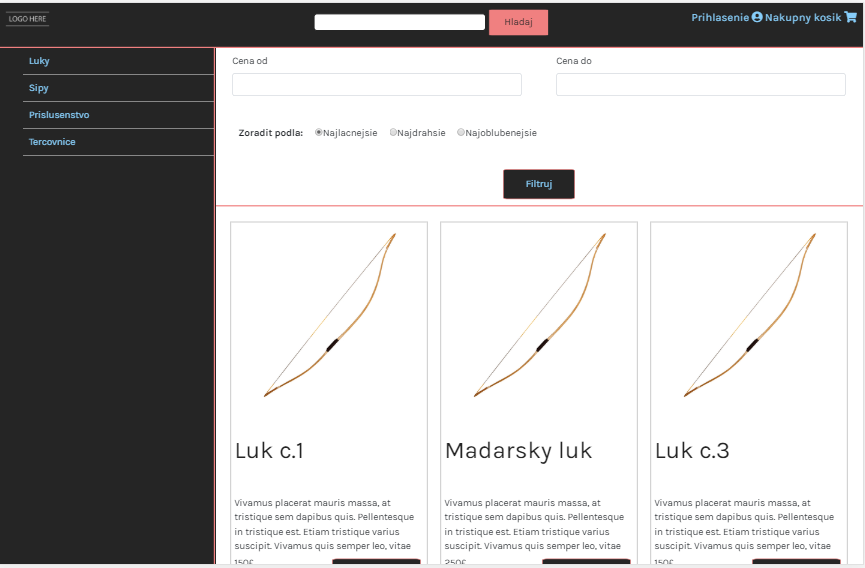 LOGO HERE
Hladaj
Prihlasenie Nakupny kosik
Luky
Sipy
Prislusenstvo
Tercovnice
Cena od
Cena do
Zoradit podla: Najlacnejsie Najdrahsie Najoblubenejsie
Filtruj
Luk c.1
Vivamus placerat mauris massa, at
tristique sem dapibus quis. Pellentesque
in tristique est. Etiam tristique varius
suscipit. Vivamus quis semper leo, vitae
150€
Madarsky luk
Vivamus placerat mauris massa, at
tristique sem dapibus quis. Pellentesque
in tristique est. Etiam tristique varius
suscipit. Vivamus quis semper leo, vitae
250€
Luk c.3
Vivamus placerat mauris massa, at
tristique sem dapibus quis. Pellentesque
in tristique est. Etiam tristique varius
suscipit. Vivamus quis semper leo, vitae
150€